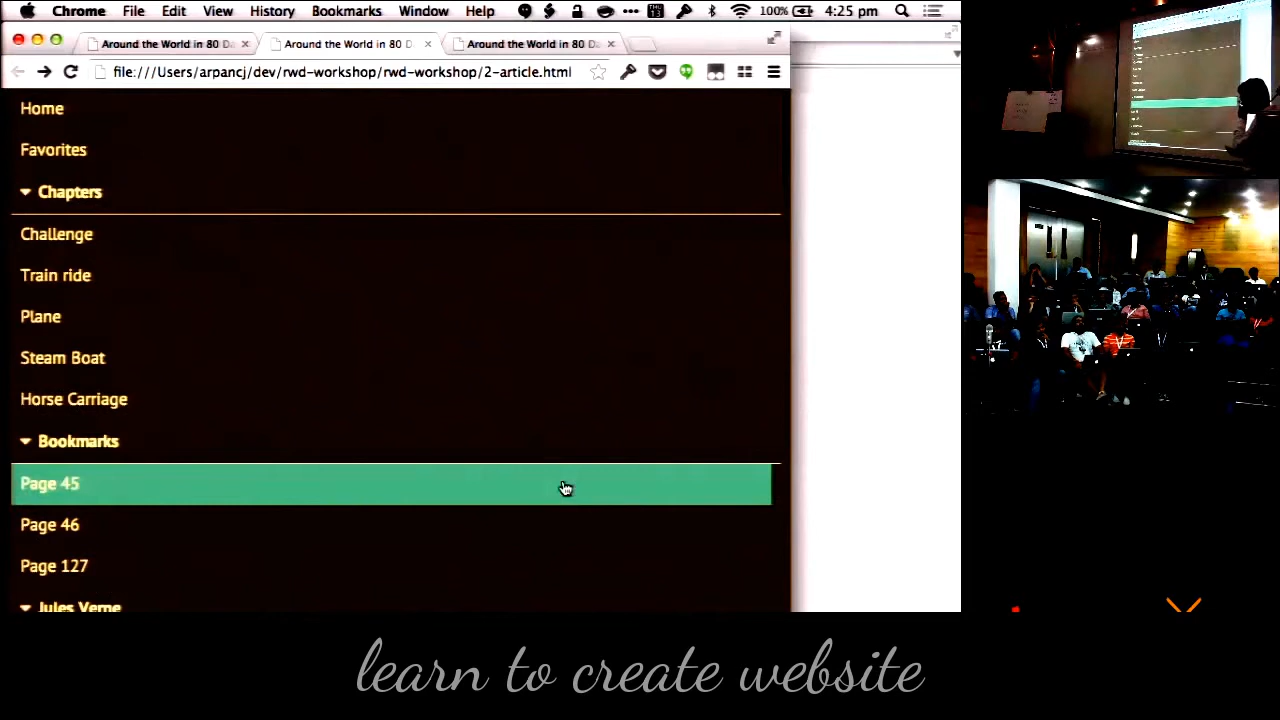 Chrome File Edit View History Bookmarks Window Help THU 13 100% 4:25 pm
Around the World in 80 D Around the World in 80 D Around the World in 80 D
file:///Users/arpancj/dev/rwd-workshop/rwd-workshop/2-article.html
Home
Favorites
Chapters
Challenge
Train ride
Plane
Steam Boat
Horse Carriage
Bookmarks
Page 45
Page 46
Page 127
Jules Verne
learn to create website